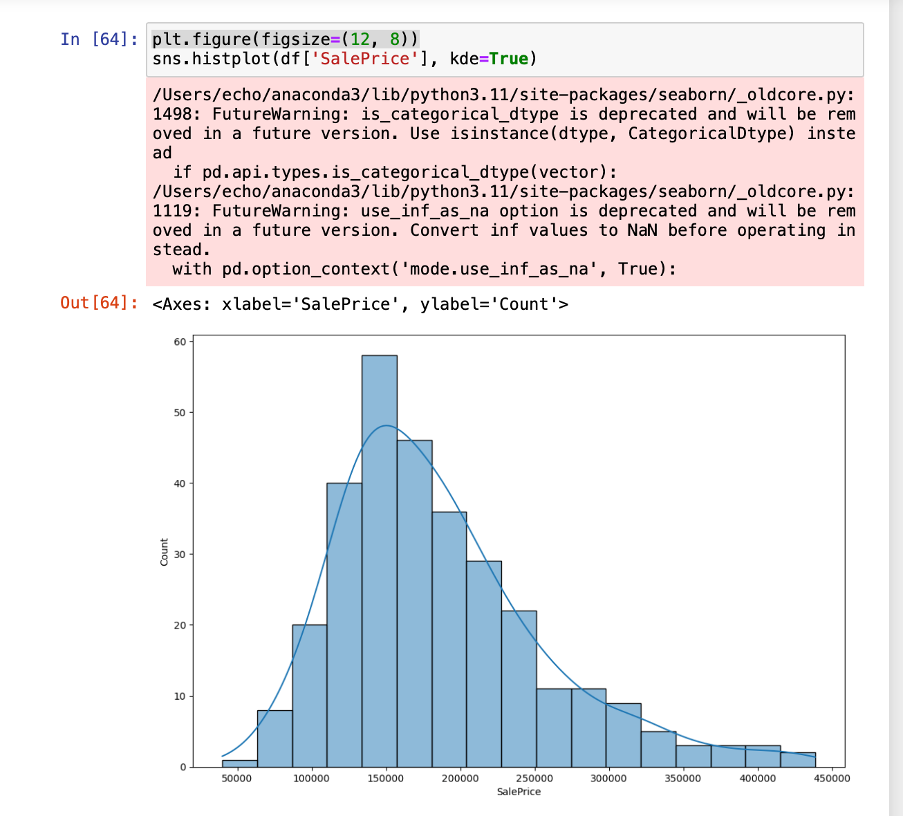 In [64]: plt.figure(figsize=(12, 8))
sns.histplot(df['SalePrice'], kde=True)
/Users/echo/anaconda3/lib/python3.11/site-packages/seaborn/_oldcore.py:
1498: FutureWarning: is_categorical_dtype is deprecated and will be rem
oved in a future version. Use isinstance(dtype, CategoricalDtype) inste
ad
  if pd.api.types.is_categorical_dtype(vector):
/Users/echo/anaconda3/lib/python3.11/site-packages/seaborn/_oldcore.py:
1119: FutureWarning: use_inf_as_na option is deprecated and will be rem
oved in a future version. Convert inf values to NaN before operating in
stead.
  with pd.option_context('mode.use_inf_as_na', True):
Out[64]: <Axes: xlabel='SalePrice', ylabel='Count'>
60
50
40
30
20
10
0
Count
50000 100000 150000 200000 250000 300000 350000 400000 450000
SalePrice